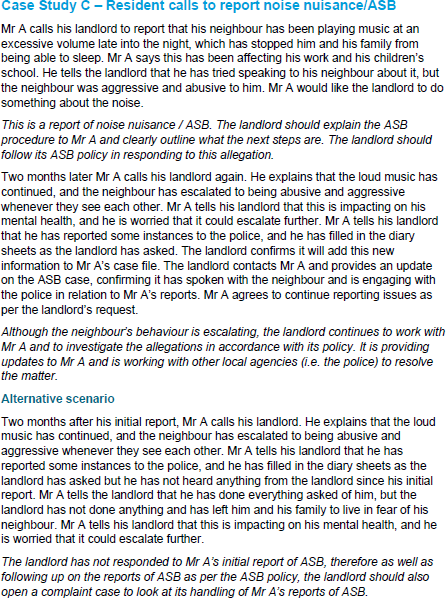 Case Study C – Resident calls to report noise nuisance/ASB
Mr A calls his landlord to report that his neighbour has been playing music at an
excessive volume late into the night, which has stopped him and his family from
being able to sleep. Mr A says this has been affecting his work and his children's
school. He tells the landlord that he has tried speaking to his neighbour about it, but
the neighbour was aggressive and abusive to him. Mr A would like the landlord to do
something about the noise.
This is a report of noise nuisance / ASB. The landlord should explain the ASB
procedure to Mr A and clearly outline what the next steps are. The landlord should
follow its ASB policy in responding to this allegation.
Two months later Mr A calls his landlord again. He explains that the loud music has
continued, and the neighbour has escalated to being abusive and aggressive
whenever they see each other. Mr A tells his landlord that this is impacting on his
mental health, and he is worried that it could escalate further. Mr A tells his landlord
that he has reported some instances to the police, and he has filled in the diary
sheets as the landlord has asked. The landlord confirms it will add this new
information to Mr A's case file. The landlord contacts Mr A and provides an update
on the ASB case, confirming it has spoken with the neighbour and is engaging with
the police in relation to Mr A's reports. Mr A agrees to continue reporting issues as
per the landlord's request.
Although the neighbour's behaviour is escalating, the landlord continues to work with
Mr A and to investigate the allegations in accordance with its policy. It is providing
updates to Mr A and is working with other local agencies (i.e. the police) to resolve
the matter.
Alternative scenario
Two months after his initial report, Mr A calls his landlord. He explains that the loud
music has continued, and the neighbour has escalated to being abusive and
aggressive whenever they see each other. Mr A tells his landlord that he has
reported some instances to the police, and he has filled in the diary sheets as the
landlord has asked but he has not heard anything from the landlord since his initial
report. Mr A tells the landlord that he has done everything asked of him, but the
landlord has not done anything and has left him and his family to live in fear of his
neighbour. Mr A tells his landlord that this is impacting on his mental health, and he
is worried that it could escalate further.
The landlord has not responded to Mr A's initial report of ASB, therefore as well as
following up on the reports of ASB as per the ASB policy, the landlord should also
open a complaint case to look at its handling of Mr A's reports of ASB.